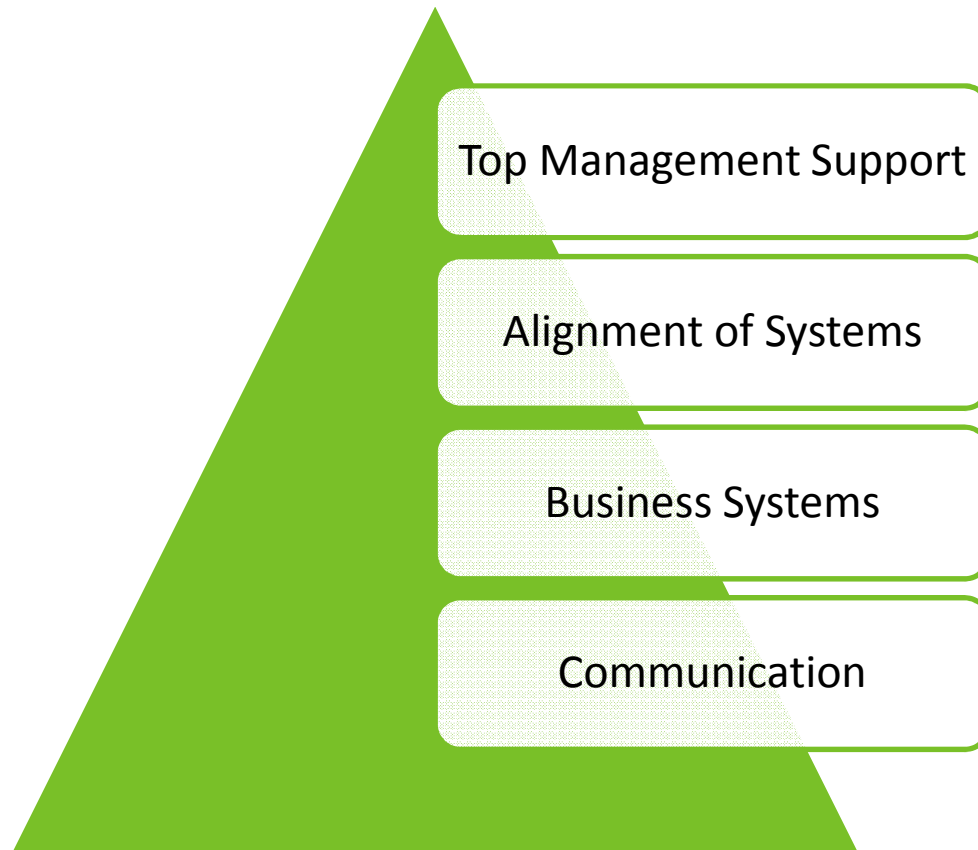 Top Management Support
Alignment of Systems
Business Systems
Communication